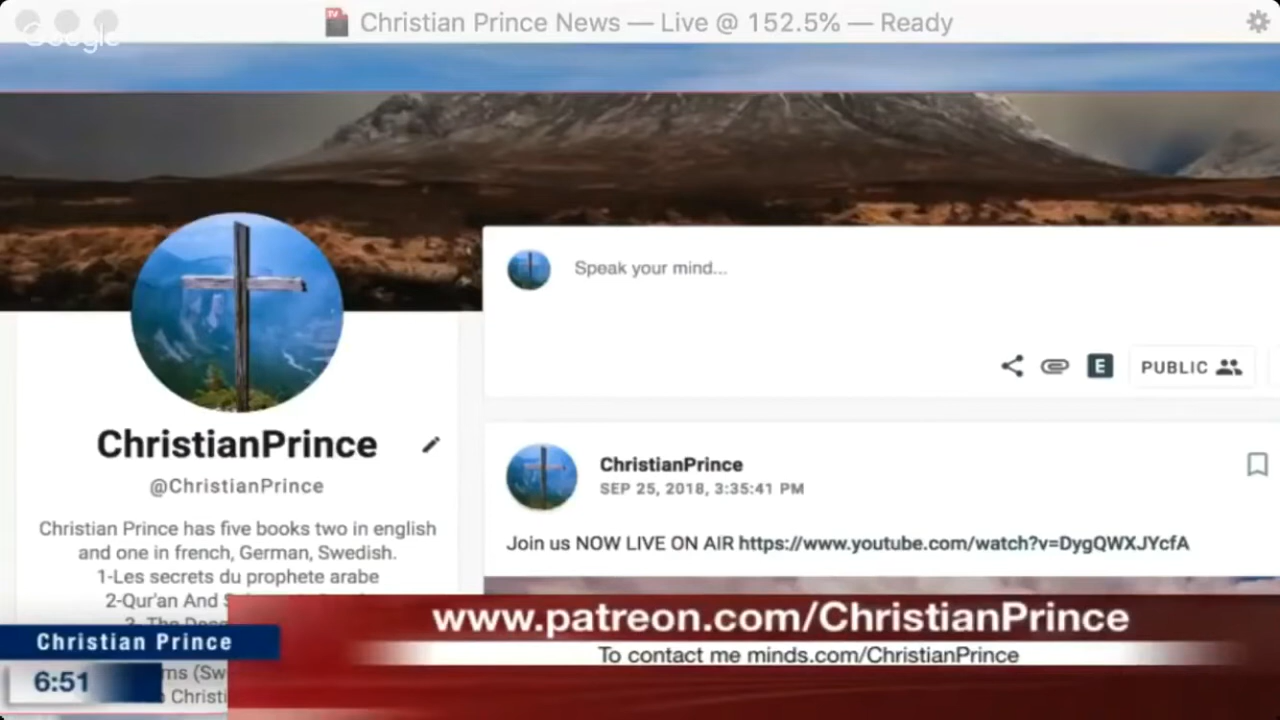 Christian Prince News — Live @ 152.5% — Ready
Google
Speak your mind...
E
PUBLIC
ChristianPrince
@ChristianPrince
Christian Prince has five books two in english
and one in french, German, Swedish.
1-Les secrets du prophete arabe
2-Qur'an And
ChristianPrince
SEP 25, 2018, 3:35:41 PM
Join us NOW LIVE ON AIR https://www.youtube.com/watch?v=DygQWXJYcfA
www.patreon.com/ChristianPrince
To contact me minds.com/ChristianPrince
Christian Prince
6:51